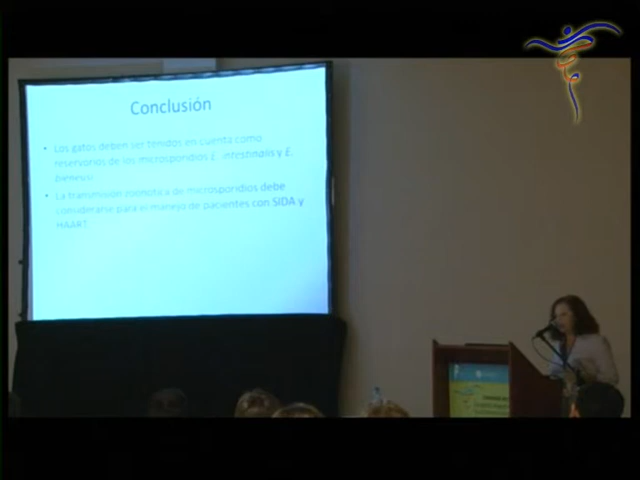 Conclusión
• Los gatos deben ser tenidos en cuenta como
reservorios de los microsporidios E. intestinalis y E.
bieneusi.
• La transmisión zoonótica de microsporidios debe
considerarse para el manejo de pacientes con SIDA y
HAART.